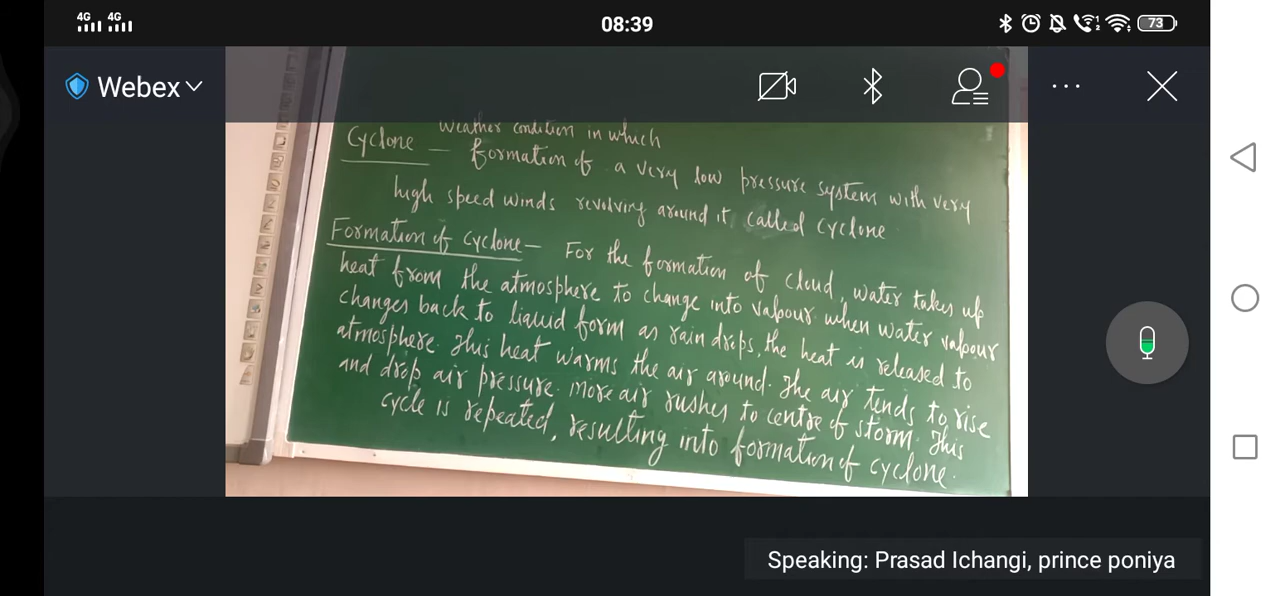 4G 4G
08:39
73
Webex
Weather condition in which
Cyclone — formation of a very low pressure system with very
high speed winds revolving around it called cyclone
Formation of cyclone — For the formation of cloud, water takes up
heat from the atmosphere to change into vapour. when water vapour
changes back to liquid form as rain drops, the heat is released to
atmosphere. This heat warms the air around. The air tends to rise
and drop air pressure. more air rushes to centre of storm. This
cycle is repeated, resulting into formation of cyclone.
Speaking: Prasad Ichangi, prince poniya